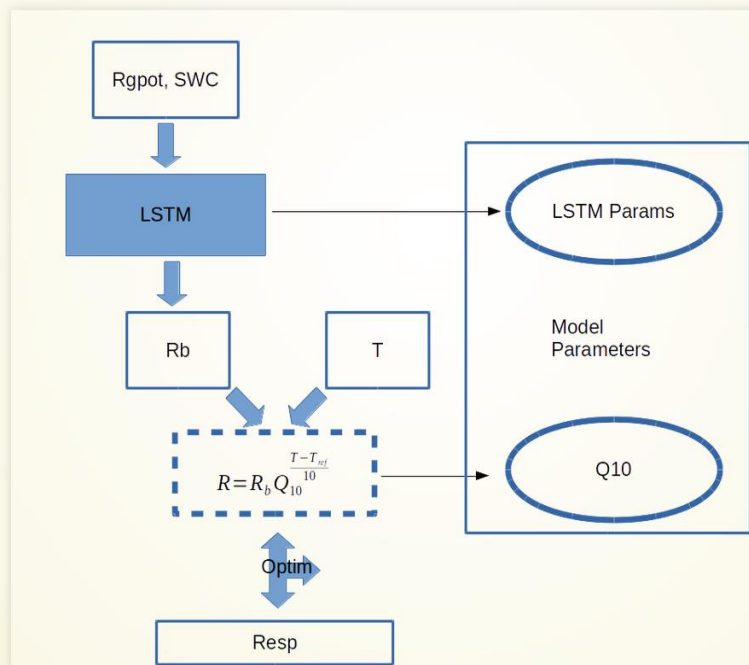 Rgpot, SWC
LSTM
LSTM Params
Rb
T
Model
Parameters
R=R_b Q_10^((T−T_ref)/10)
Q10
Optim
Resp